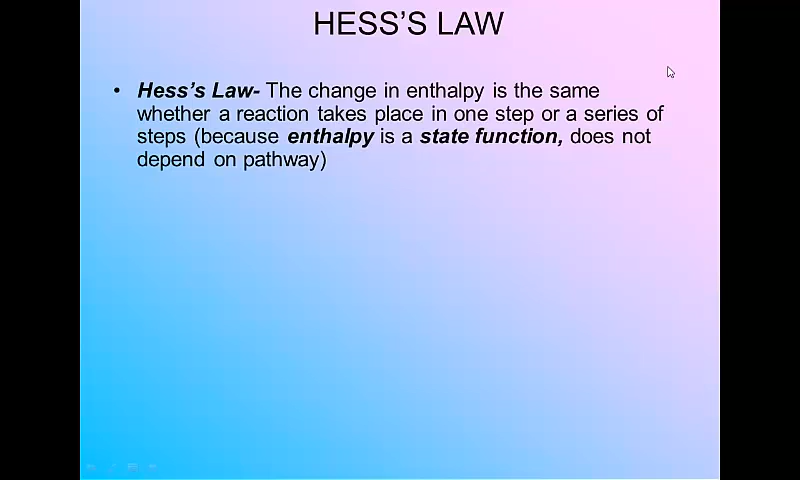 HESS'S LAW
• Hess's Law- The change in enthalpy is the same
whether a reaction takes place in one step or a series of
steps (because enthalpy is a state function, does not
depend on pathway)